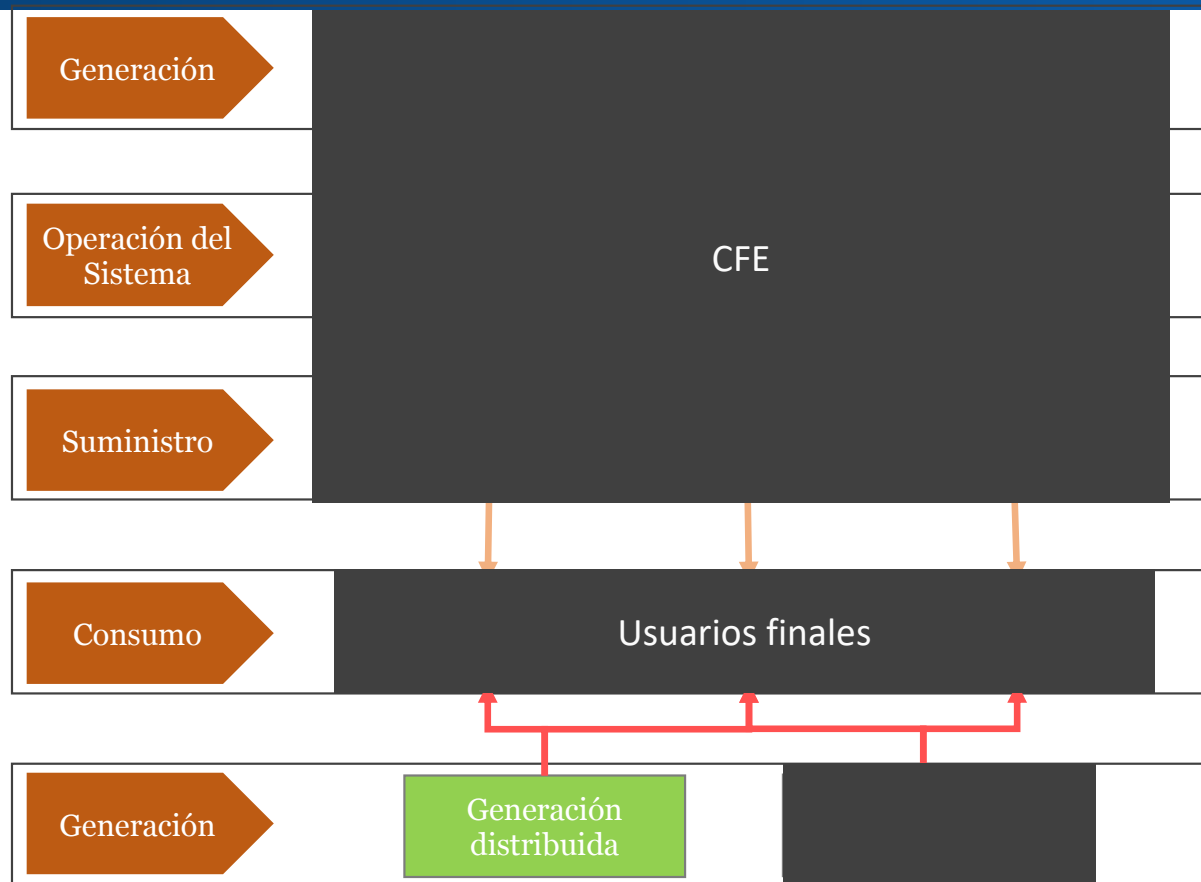 Generación
Operación del
Sistema
CFE
Suministro
Consumo
Usuarios finales
Generación
Generación
distribuida